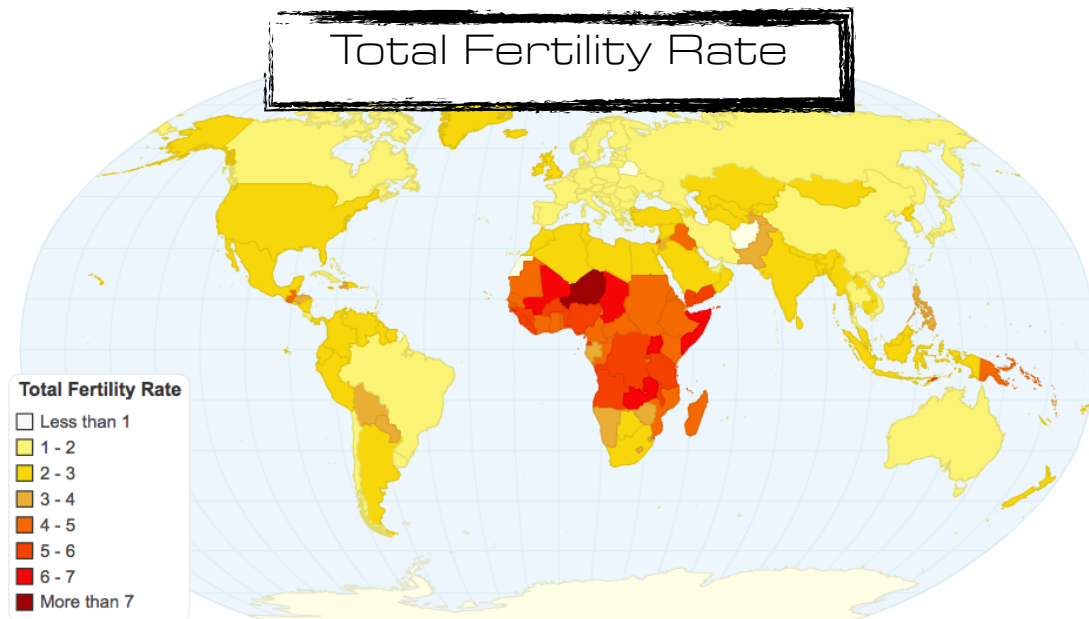 Total Fertility Rate
Total Fertility Rate
Less than 1
1 - 2
2 - 3
3 - 4
4 - 5
5 - 6
6 - 7
More than 7